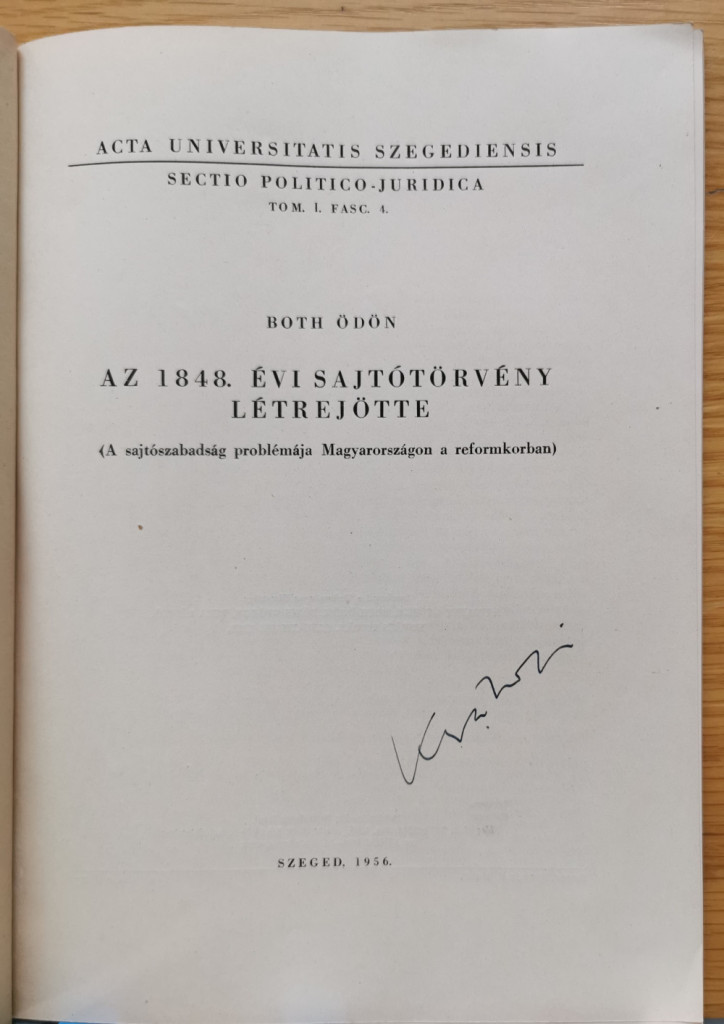 ACTA UNIVERSITATIS SZEGEDIENSIS
SECTIO POLITICO-JURIDICA
TOM. I. FASC. 4.
BOTH ÖDÖN
AZ 1848. ÉVI SAJTÓTÖRVÉNY
LÉTREJÖTTE
(A sajtószabadság problémája Magyarországon a reformkorban)
SZEGED, 1956.